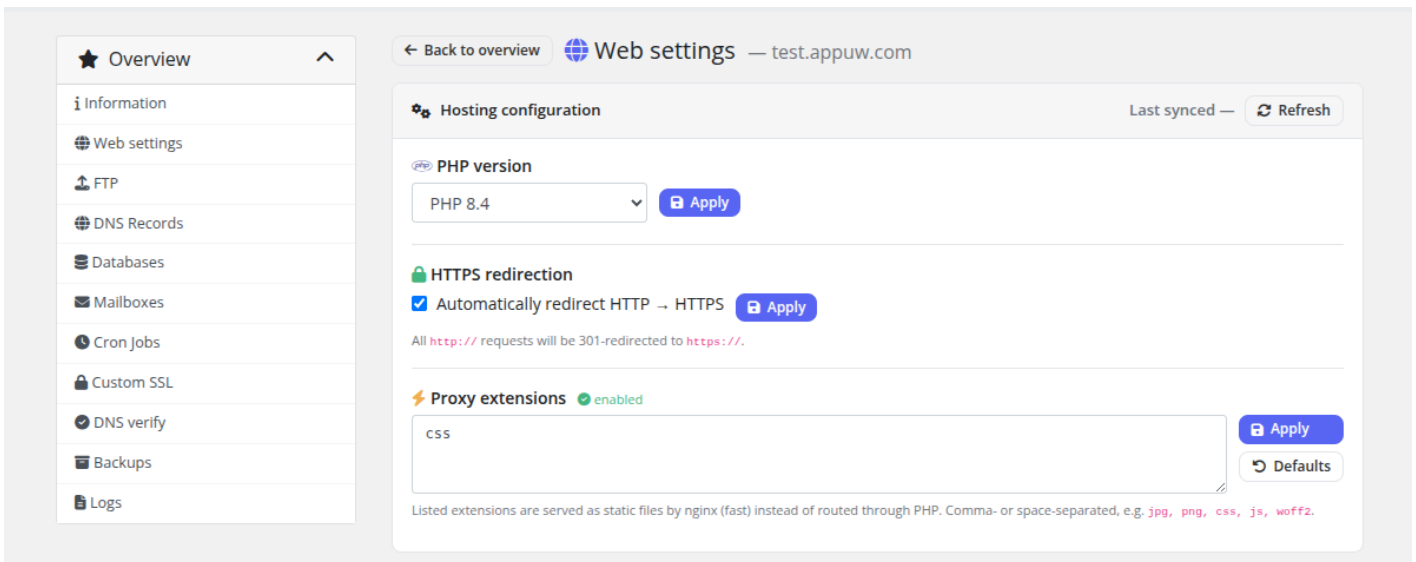 Overview
Information
Web settings
FTP
DNS Records
Databases
Mailboxes
Cron Jobs
Custom SSL
DNS verify
Backups
Logs
← Back to overview Web settings — test.appuw.com
Hosting configuration Last synced — Refresh
php PHP version
PHP 8.4 Apply
HTTPS redirection
Automatically redirect HTTP → HTTPS Apply
All http:// requests will be 301-redirected to https://.
Proxy extensions enabled
css
Apply
Defaults
Listed extensions are served as static files by nginx (fast) instead of routed through PHP. Comma- or space-separated, e.g. jpg, png, css, js, woff2.